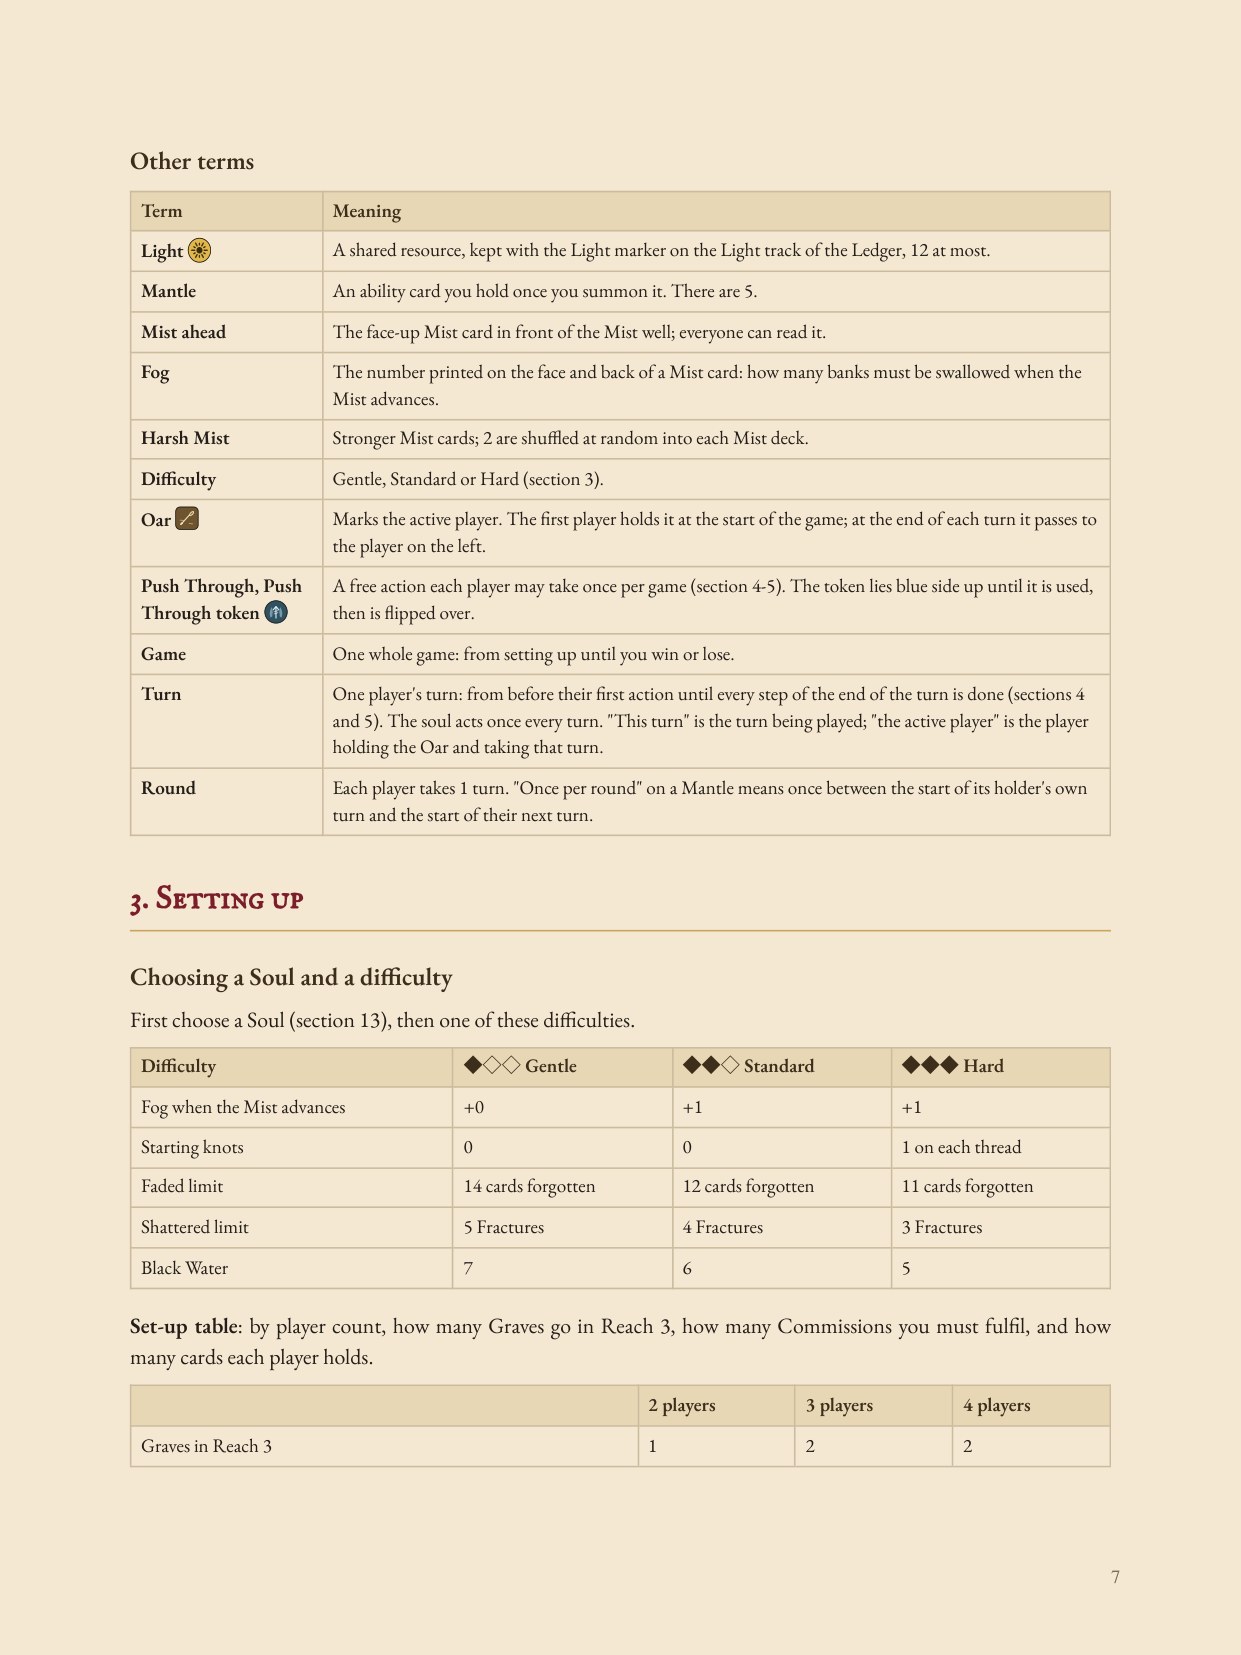 Other terms
Term Meaning
Light A shared resource, kept with the Light marker on the Light track of the Ledger, 12 at most.
Mantle An ability card you hold once you summon it. There are 5.
Mist ahead The face-up Mist card in front of the Mist well; everyone can read it.
Fog The number printed on the face and back of a Mist card: how many banks must be swallowed when the
Mist advances.
Harsh Mist Stronger Mist cards; 2 are shuffled at random into each Mist deck.
Difficulty Gentle, Standard or Hard (section 3).
Oar Marks the active player. The first player holds it at the start of the game; at the end of each turn it passes to
the player on the left.
Push Through, Push A free action each player may take once per game (section 4-5). The token lies blue side up until it is used,
Through token then is flipped over.
Game One whole game: from setting up until you win or lose.
Turn One player's turn: from before their first action until every step of the end of the turn is done (sections 4
and 5). The soul acts once every turn. "This turn" is the turn being played; "the active player" is the player
holding the Oar and taking that turn.
Round Each player takes 1 turn. "Once per round" on a Mantle means once between the start of its holder's own
turn and the start of their next turn.
3. Setting up
Choosing a Soul and a difficulty
First choose a Soul (section 13), then one of these difficulties.
Difficulty ◆◇◇ Gentle ◆◆◇ Standard ◆◆◆ Hard
Fog when the Mist advances +0 +1 +1
Starting knots 0 0 1 on each thread
Faded limit 14 cards forgotten 12 cards forgotten 11 cards forgotten
Shattered limit 5 Fractures 4 Fractures 3 Fractures
Black Water 7 6 5
Set-up table: by player count, how many Graves go in Reach 3, how many Commissions you must fulfil, and how
many cards each player holds.
2 players 3 players 4 players
Graves in Reach 3 1 2 2
7